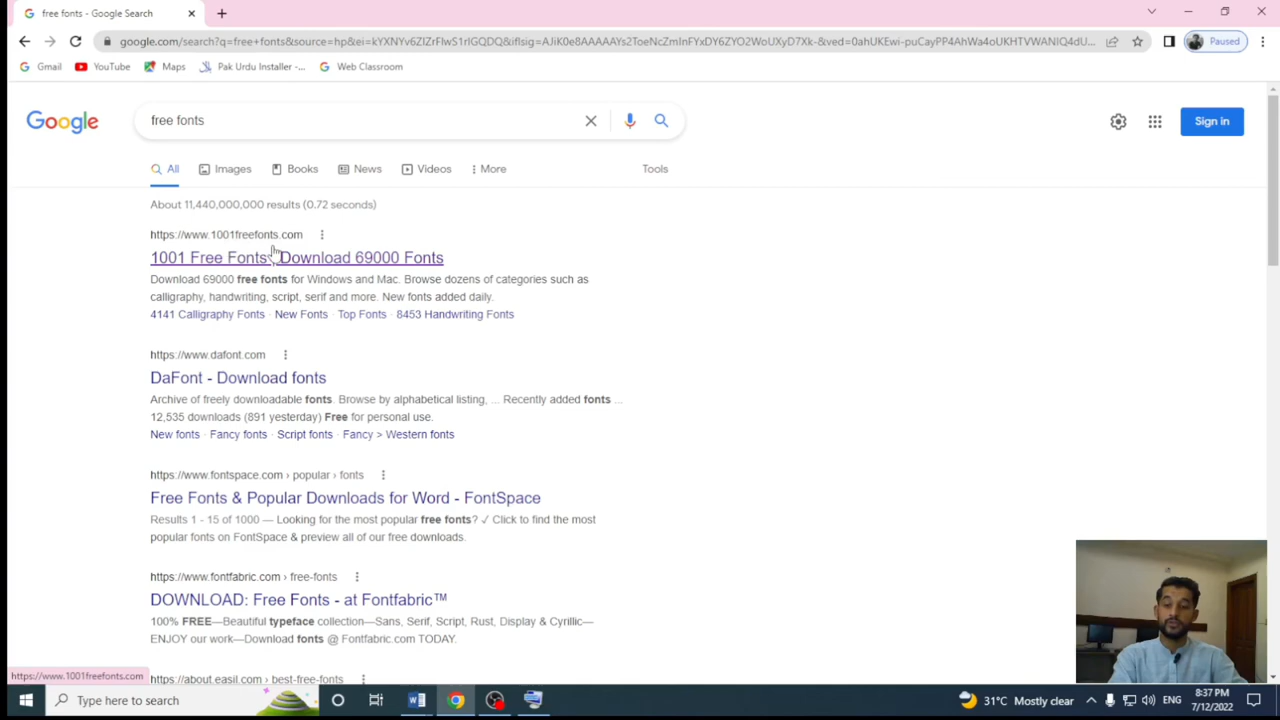 free fonts - Google Search
google.com/search?q=free+fonts&source=hp&ei=kYXNYv6ZIZrFlwS1rIGQDQ&iflsig=AJiK0e8AAAAAYs2ToeNcZmInFYxDY6ZYO2WoUXyD7Xk-&ved=0ahUKEwi-puCayPP4AhWa4oUKHTVWANIQ4dU...
Paused
Gmail
YouTube
Maps
Pak Urdu Installer -...
Web Classroom
Google
free fonts
Sign in
All
Images
Books
News
Videos
More
Tools
About 11,440,000,000 results (0.72 seconds)
https://www.1001freefonts.com
1001 Free Fonts: Download 69000 Fonts
Download 69000 free fonts for Windows and Mac. Browse dozens of categories such as
calligraphy, handwriting, script, serif and more. New fonts added daily.
4141 Calligraphy Fonts · New Fonts · Top Fonts · 8453 Handwriting Fonts
https://www.dafont.com
DaFont - Download fonts
Archive of freely downloadable fonts. Browse by alphabetical listing, ... Recently added fonts ...
12,535 downloads (891 yesterday) Free for personal use.
New fonts · Fancy fonts · Script fonts · Fancy > Western fonts
https://www.fontspace.com › popular › fonts
Free Fonts & Popular Downloads for Word - FontSpace
Results 1 - 15 of 1000 — Looking for the most popular free fonts? ✓ Click to find the most
popular fonts on FontSpace & preview all of our free downloads.
https://www.fontfabric.com › free-fonts
DOWNLOAD: Free Fonts - at Fontfabric™
100% FREE—Beautiful typeface collection—Sans, Serif, Script, Rust, Display & Cyrillic—
ENJOY our work—Download fonts @ Fontfabric.com TODAY.
https://about.easil.com › best-free-fonts
https://www.1001freefonts.com
Type here to search
31°C Mostly clear
ENG
8:37 PM
7/12/2022